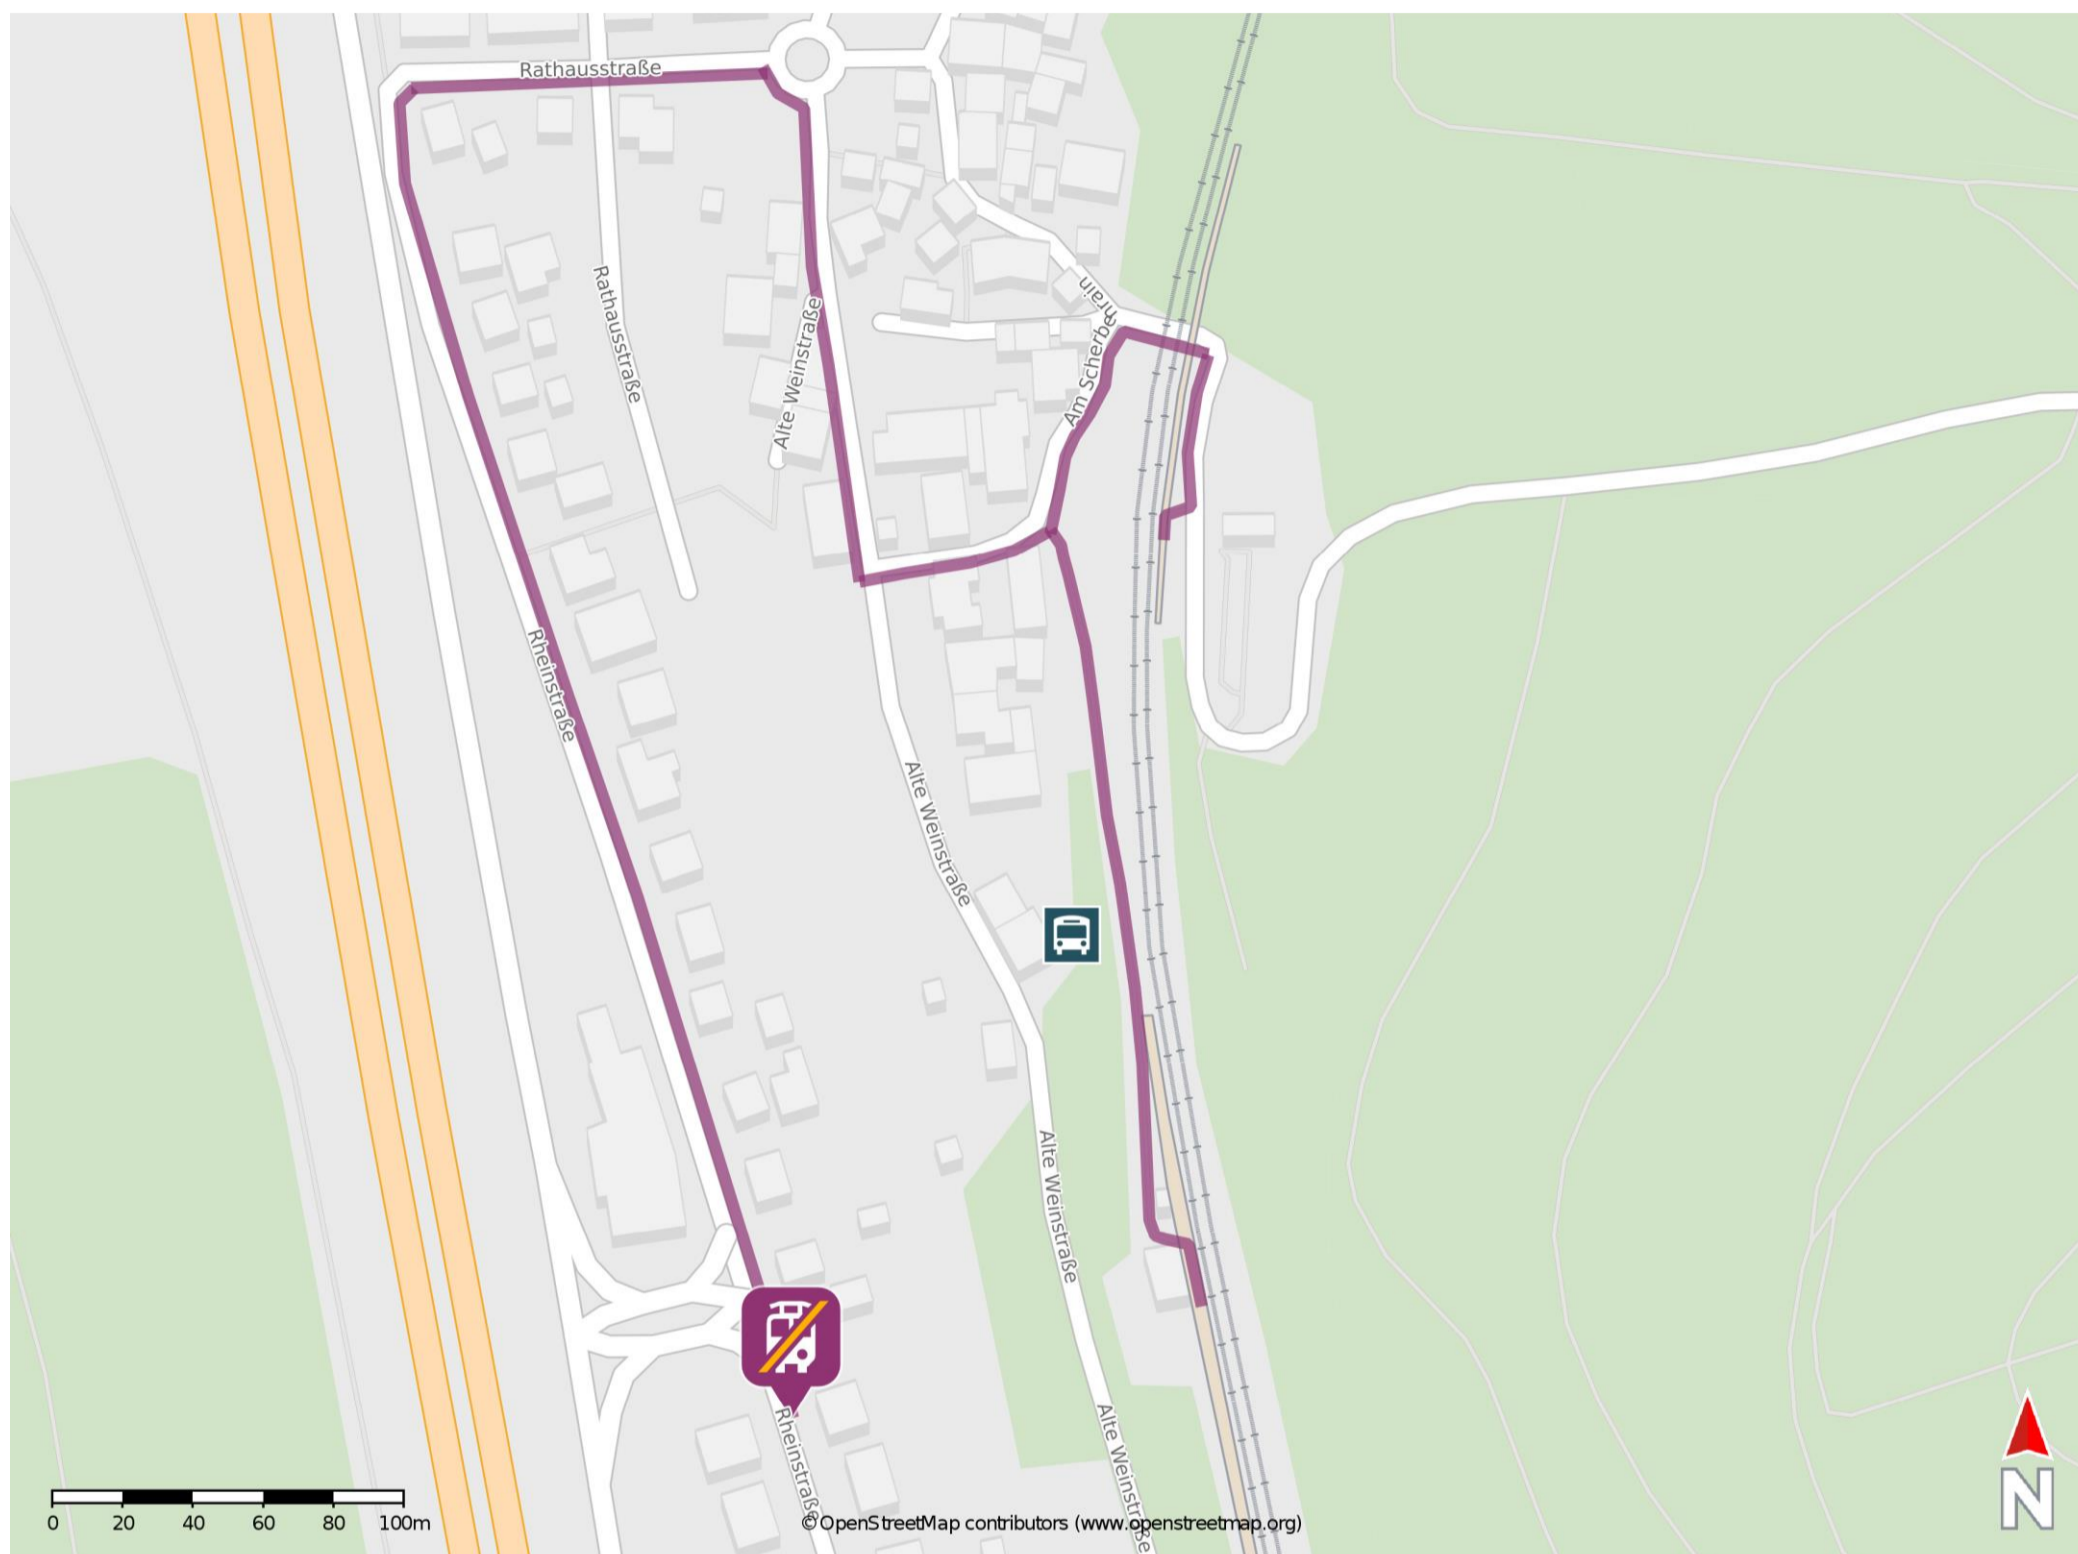 Rathausstraße
Rathausstraße
Alte Weinstraße
Am Scherbenrain
Rheinstraße
Alte Weinstraße
Alte Weinstraße
Alte Weinstraße
Rheinstraße
0 20 40 60 80 100m
©OpenStreetMap contributors (www.openstreetmap.org)
N